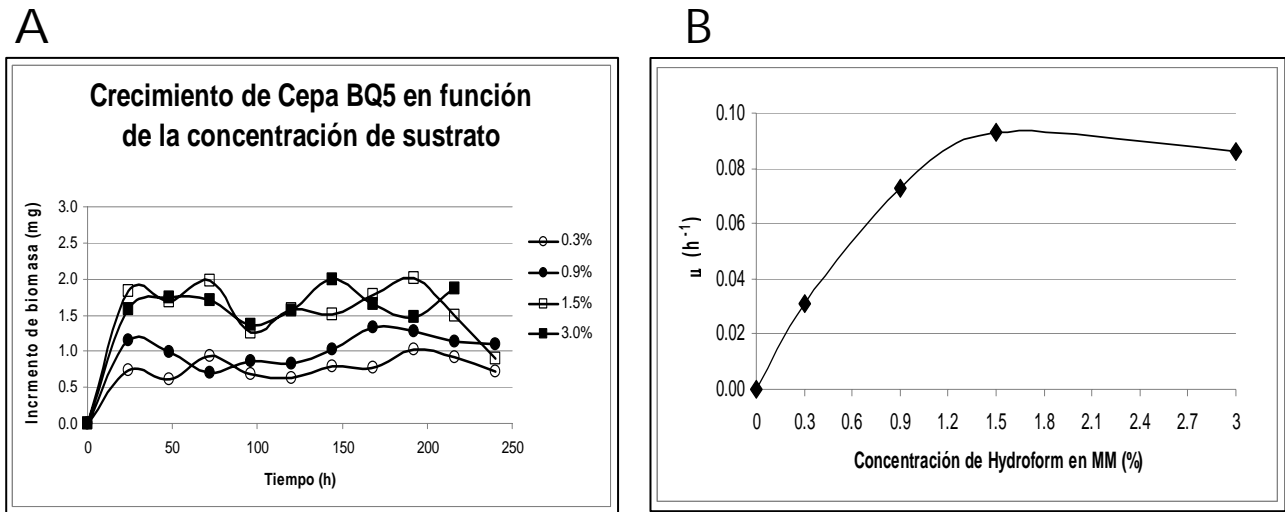 A
B
Crecimiento de Cepa BQ5 en función
de la concentración de sustrato
Incrmento de biomasa (mg)
3.0
2.5
2.0
1.5
1.0
0.5
0.0
0 50 100 150 200 250
Tiempo (h)
0.3%
0.9%
1.5%
3.0%
µ (h⁻¹)
0.10
0.08
0.06
0.04
0.02
0.00
0 0.3 0.6 0.9 1.2 1.5 1.8 2.1 2.4 2.7 3
Concentración de Hydroform en MM (%)